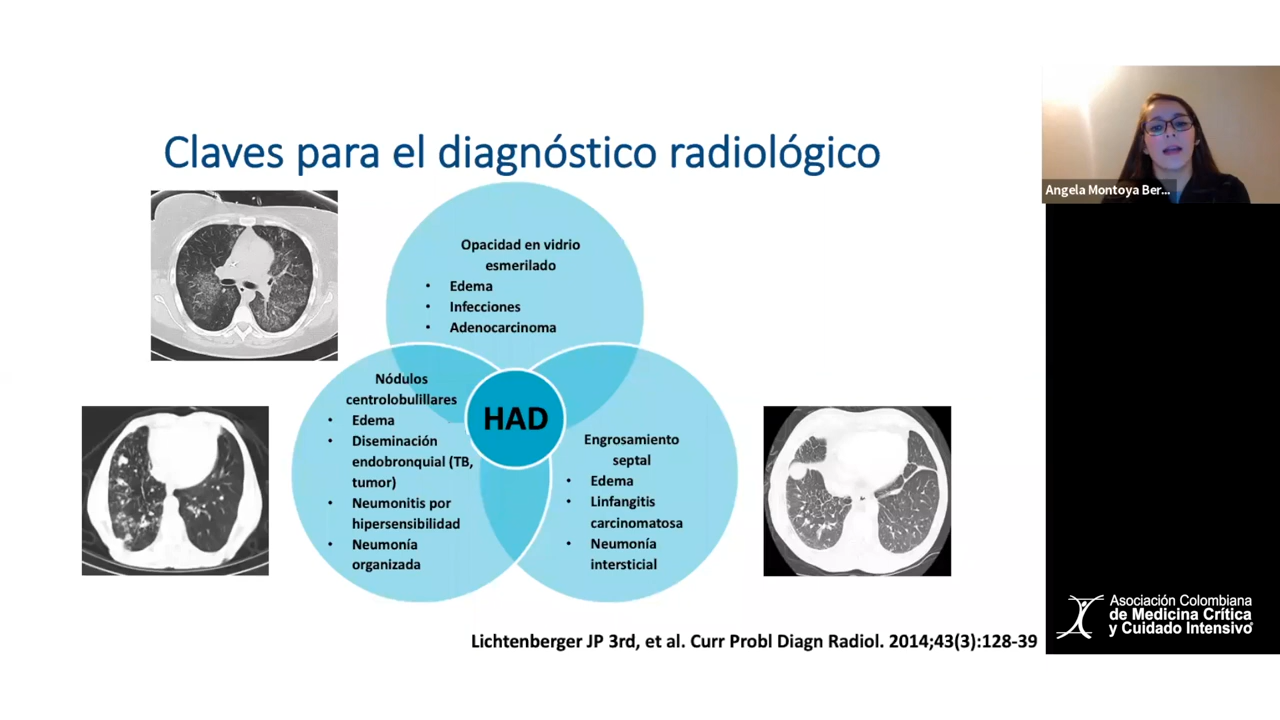 Claves para el diagnóstico radiológico
Opacidad en vidrio
esmerilado
• Edema
• Infecciones
• Adenocarcinoma
Nódulos
centrolobulillares
• Edema
• Diseminación
endobronquial (TB,
tumor)
• Neumonitis por
hipersensibilidad
• Neumonía
organizada
HAD
Engrosamiento
septal
• Edema
• Linfangitis
carcinomatosa
• Neumonía
intersticial
Lichtenberger JP 3rd, et al. Curr Probl Diagn Radiol. 2014;43(3):128-39
Angela Montoya Ber...
Asociación Colombiana
de Medicina Crítica
y Cuidado Intensivo